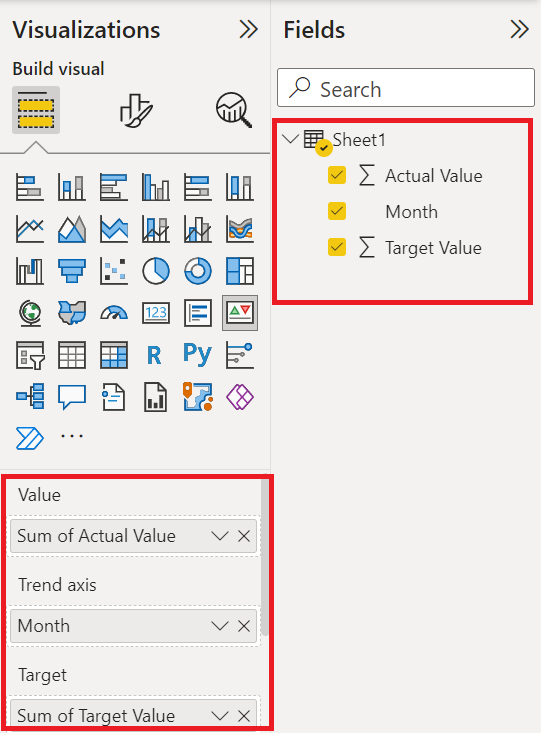 Visualizations
Build visual
123
R
Py
Value
Sum of Actual Value
Trend axis
Month
Target
Sum of Target Value
Fields
Search
Sheet1
Actual Value
Month
Target Value